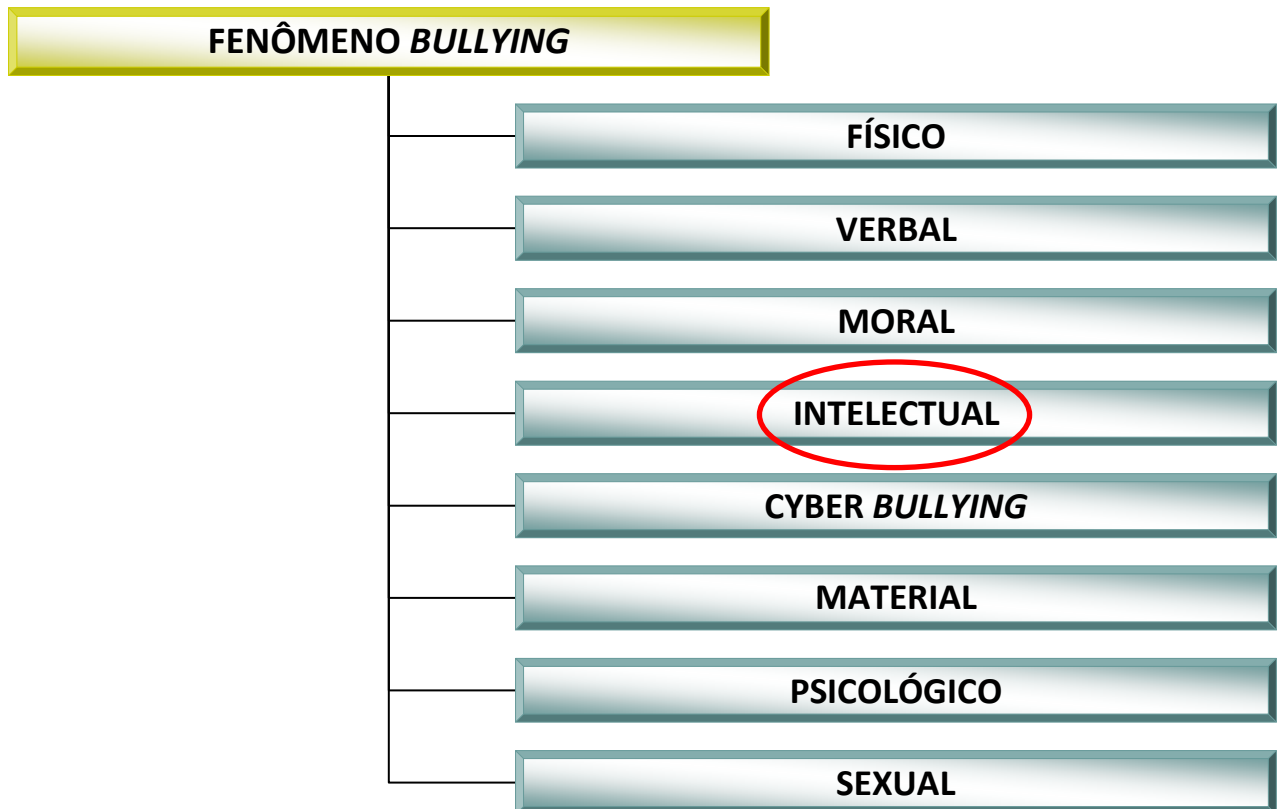 FENÔMENO BULLYING
FÍSICO
VERBAL
MORAL
INTELECTUAL
CYBER BULLYING
MATERIAL
PSICOLÓGICO
SEXUAL